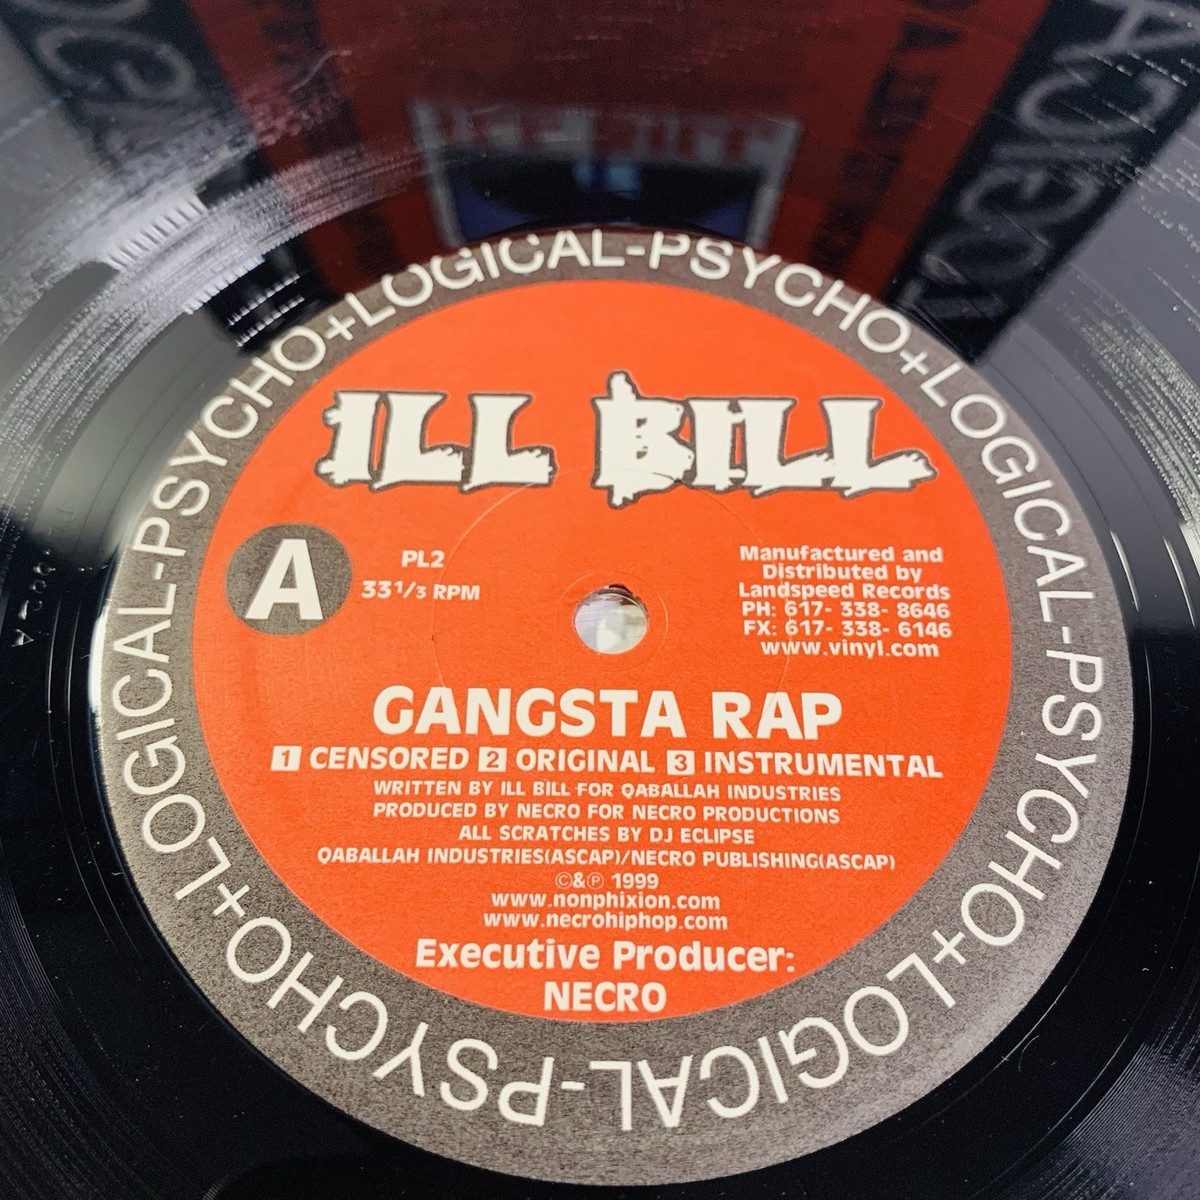 PSYCHO+LOGICAL-PSYCHO+LOGICAL-PSYCHO+LOGICAL-PSYCHO+LOGICAL-
ILL BILL
A
PL2
33 1/3 RPM
Manufactured and
Distributed by
Landspeed Records
PH: 617- 338- 8646
FX: 617- 338- 6146
www.vinyl.com
GANGSTA RAP
1 CENSORED 2 ORIGINAL 3 INSTRUMENTAL
WRITTEN BY ILL BILL FOR QABALLAH INDUSTRIES
PRODUCED BY NECRO FOR NECRO PRODUCTIONS
ALL SCRATCHES BY DJ ECLIPSE
QABALLAH INDUSTRIES(ASCAP)/NECRO PUBLISHING(ASCAP)
©&℗ 1999
www.nonphixion.com
www.necrohiphop.com
Executive Producer:
NECRO